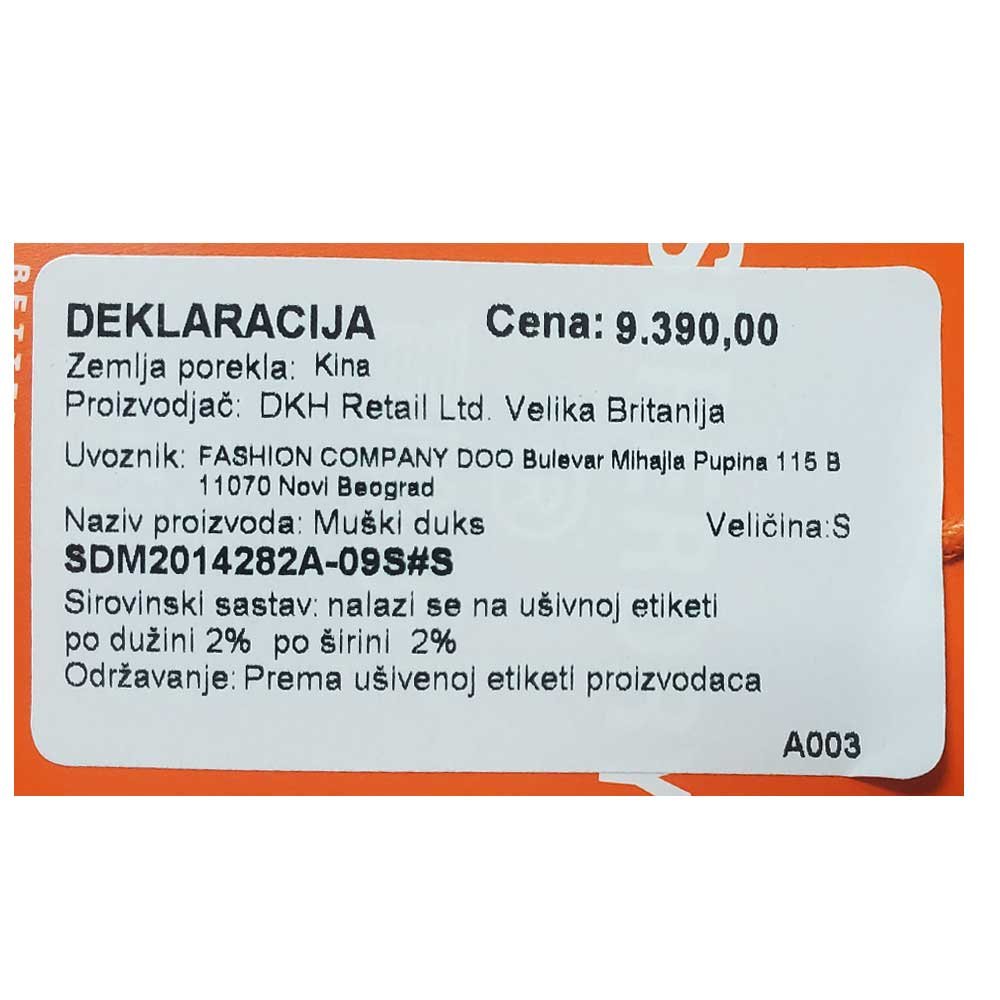 DEKLARACIJA Cena: 9.390,00
Zemlja porekla: Kina
Proizvodjač: DKH Retail Ltd. Velika Britanija
Uvoznik: FASHION COMPANY DOO Bulevar Mihajla Pupina 115 B
11070 Novi Beograd
Naziv proizvoda: Muški duks Veličina:S
SDM2014282A-09S#S
Sirovinski sastav: nalazi se na ušivnoj etiketi
po dužini 2% po širini 2%
Održavanje: Prema ušivenoj etiketi proizvodaca
A003